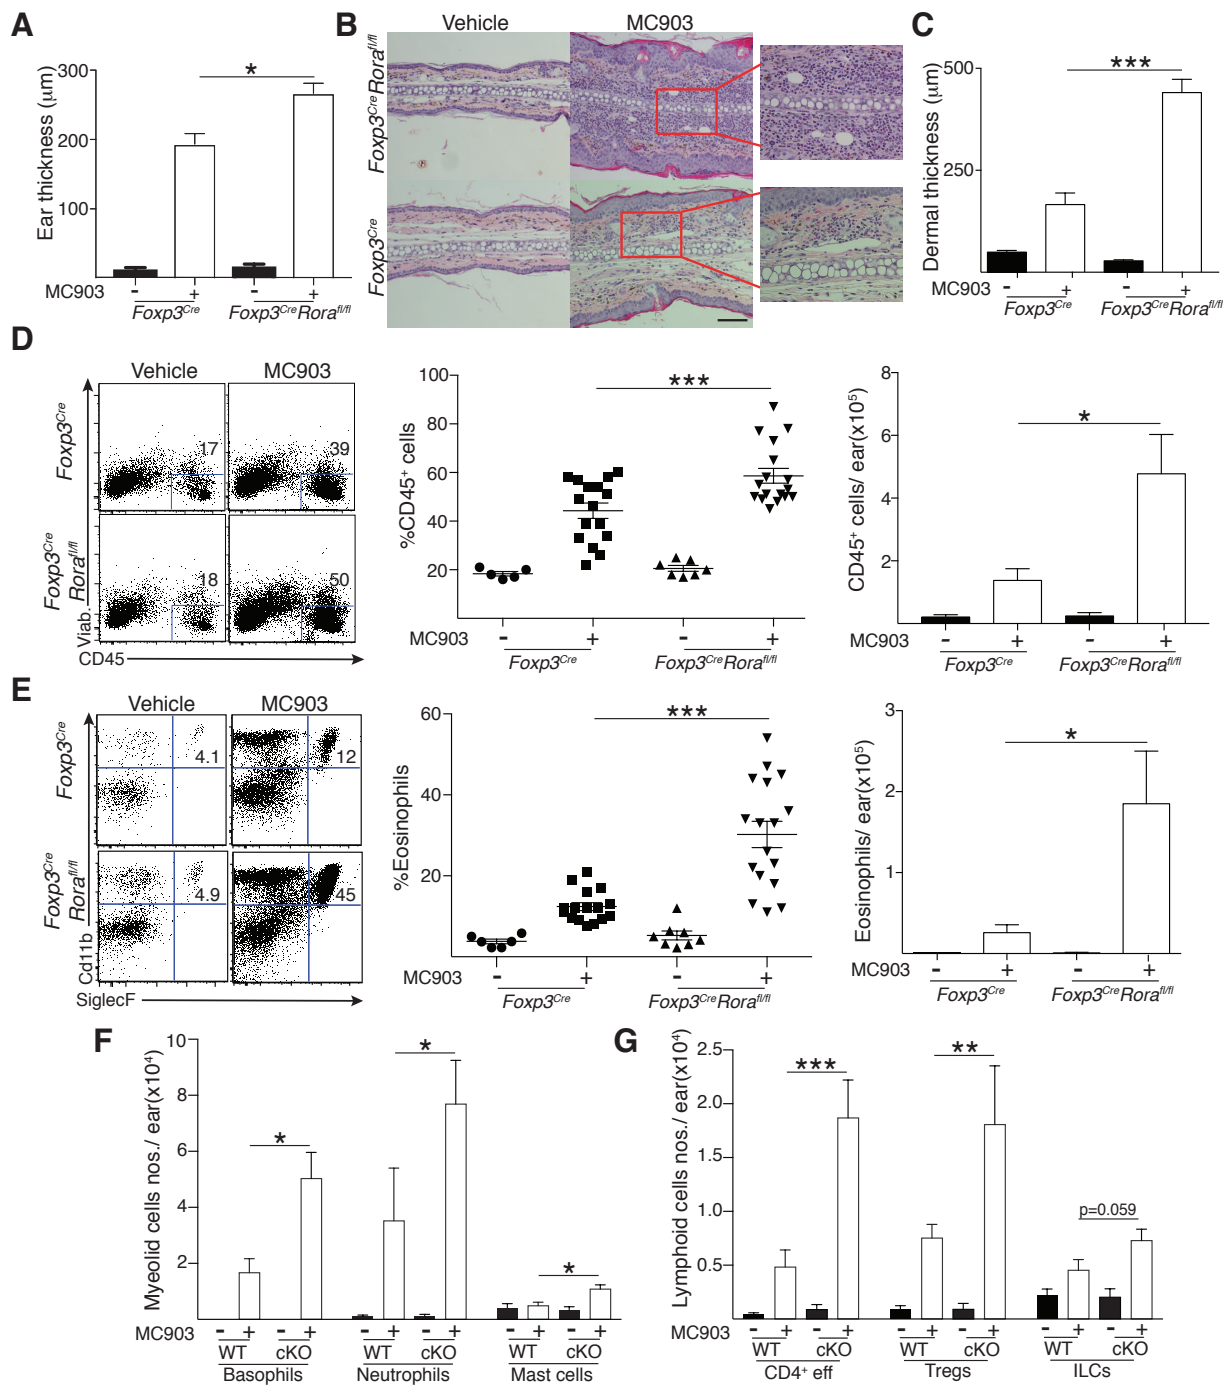 A
Ear thickness (μm)
300
200
100
*
MC903
- + - +
Foxp3Cre
Foxp3CreRorafl/fl
B
Vehicle
MC903
Foxp3CreRorafl/fl
Foxp3Cre
C
Dermal thickness (μm)
500
250
***
MC903
- + - +
Foxp3Cre
Foxp3CreRorafl/fl
D
Vehicle
MC903
Foxp3Cre
17
39
Foxp3Cre
Rorafl/fl
18
50
Viab.
CD45
%CD45+ cells
100
80
60
40
20
***
MC903
- + - +
Foxp3Cre
Foxp3CreRorafl/fl
CD45+ cells/ ear(x105)
8
6
4
2
*
MC903
- + - +
Foxp3Cre
Foxp3CreRorafl/fl
E
Vehicle
MC903
Foxp3Cre
4.1
12
Foxp3Cre
Rorafl/fl
4.9
45
Cd11b
SiglecF
%Eosinophils
60
40
20
***
MC903
- + - +
Foxp3Cre
Foxp3CreRorafl/fl
Eosinophils/ ear(x105)
3
2
1
*
MC903
- + - +
Foxp3Cre
Foxp3CreRorafl/fl
F
Myeolid cells nos./ ear(x104)
10
8
6
4
2
*
*
*
MC903
- + - + - + - + - + - +
WT cKO WT cKO WT cKO
Basophils Neutrophils Mast cells
G
Lymphoid cells nos./ ear(x104)
2.5
2.0
1.5
1.0
0.5
***
**
p=0.059
MC903
- + - + - + - + - + - +
WT cKO WT cKO WT cKO
CD4+ eff Tregs ILCs